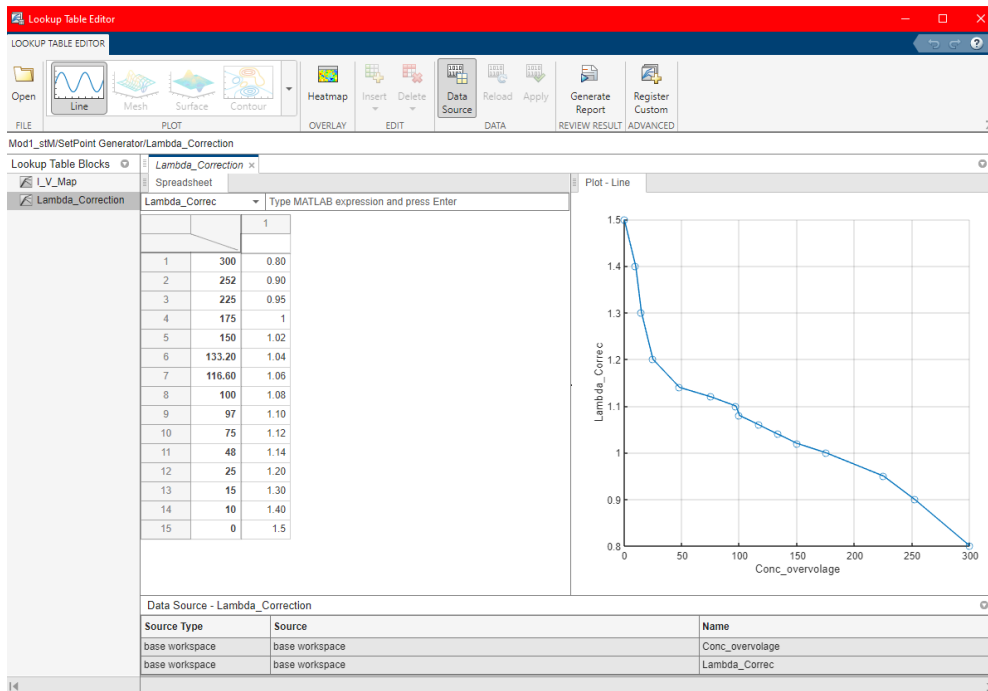 Lookup Table Editor
LOOKUP TABLE EDITOR
Open Line Mesh Surface Contour Heatmap Insert Delete Data Source Reload Apply Generate Report Register Custom
FILE PLOT OVERLAY EDIT DATA REVIEW RESULT ADVANCED
Mod1_stM/SetPoint Generator/Lambda_Correction
Lookup Table Blocks
I_V_Map
Lambda_Correction
Lambda_Correction ×
Spreadsheet
Lambda_Correc Type MATLAB expression and press Enter
1
1 300 0.80
2 252 0.90
3 225 0.95
4 175 1
5 150 1.02
6 133.20 1.04
7 116.60 1.06
8 100 1.08
9 97 1.10
10 75 1.12
11 48 1.14
12 25 1.20
13 15 1.30
14 10 1.40
15 0 1.5
Plot - Line
1.5
1.4
1.3
1.2
1.1
1
0.9
0.8
Lambda_Correc
0 50 100 150 200 250 300
Conc_overvolage
Data Source - Lambda_Correction
Source Type Source Name
base workspace base workspace Conc_overvolage
base workspace base workspace Lambda_Correc